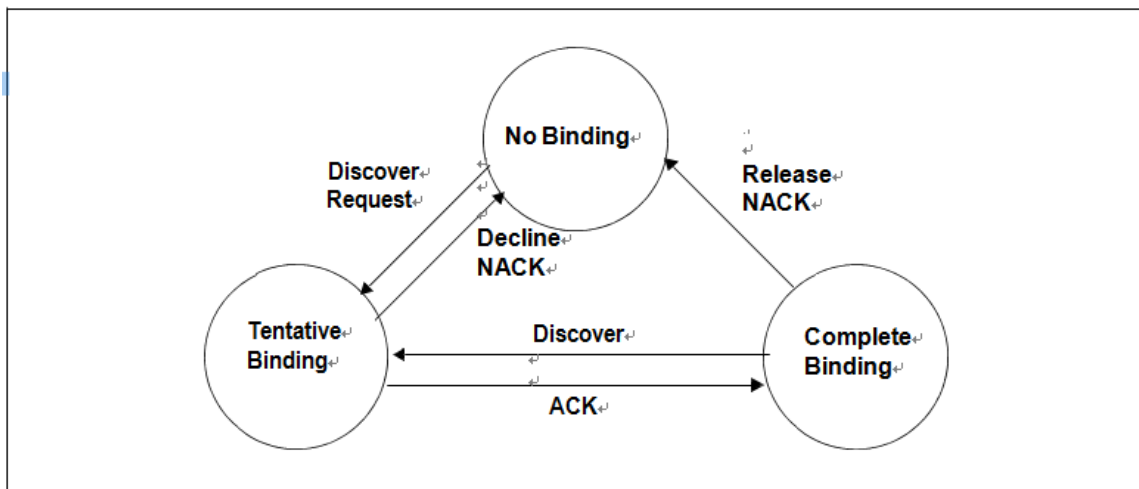 No Binding
Discover
Request
Release
NACK
Decline
NACK
Tentative
Binding
Discover
Complete
Binding
ACK